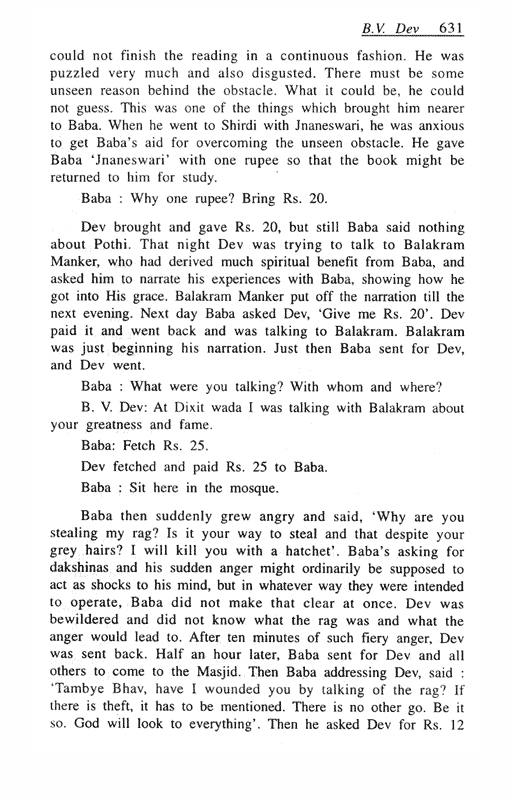 B.V. Dev 631
could not finish the reading in a continuous fashion. He was
puzzled very much and also disgusted. There must be some
unseen reason behind the obstacle. What it could be, he could
not guess. This was one of the things which brought him nearer
to Baba. When he went to Shirdi with Jnaneswari, he was anxious
to get Baba's aid for overcoming the unseen obstacle. He gave
Baba ‘Jnaneswari’ with one rupee so that the book might be
returned to him for study.
Baba : Why one rupee? Bring Rs. 20.
Dev brought and gave Rs. 20, but still Baba said nothing
about Pothi. That night Dev was trying to talk to Balakram
Manker, who had derived much spiritual benefit from Baba, and
asked him to narrate his experiences with Baba, showing how he
got into His grace. Balakram Manker put off the narration till the
next evening. Next day Baba asked Dev, ‘Give me Rs. 20’. Dev
paid it and went back and was talking to Balakram. Balakram
was just beginning his narration. Just then Baba sent for Dev,
and Dev went.
Baba : What were you talking? With whom and where?
B. V. Dev: At Dixit wada I was talking with Balakram about
your greatness and fame.
Baba: Fetch Rs. 25.
Dev fetched and paid Rs. 25 to Baba.
Baba : Sit here in the mosque.
Baba then suddenly grew angry and said, ‘Why are you
stealing my rag? Is it your way to steal and that despite your
grey hairs? I will kill you with a hatchet’. Baba's asking for
dakshinas and his sudden anger might ordinarily be supposed to
act as shocks to his mind, but in whatever way they were intended
to operate, Baba did not make that clear at once. Dev was
bewildered and did not know what the rag was and what the
anger would lead to. After ten minutes of such fiery anger, Dev
was sent back. Half an hour later, Baba sent for Dev and all
others to come to the Masjid. Then Baba addressing Dev, said :
‘Tambye Bhav, have I wounded you by talking of the rag? If
there is theft, it has to be mentioned. There is no other go. Be it
so. God will look to everything’. Then he asked Dev for Rs. 12